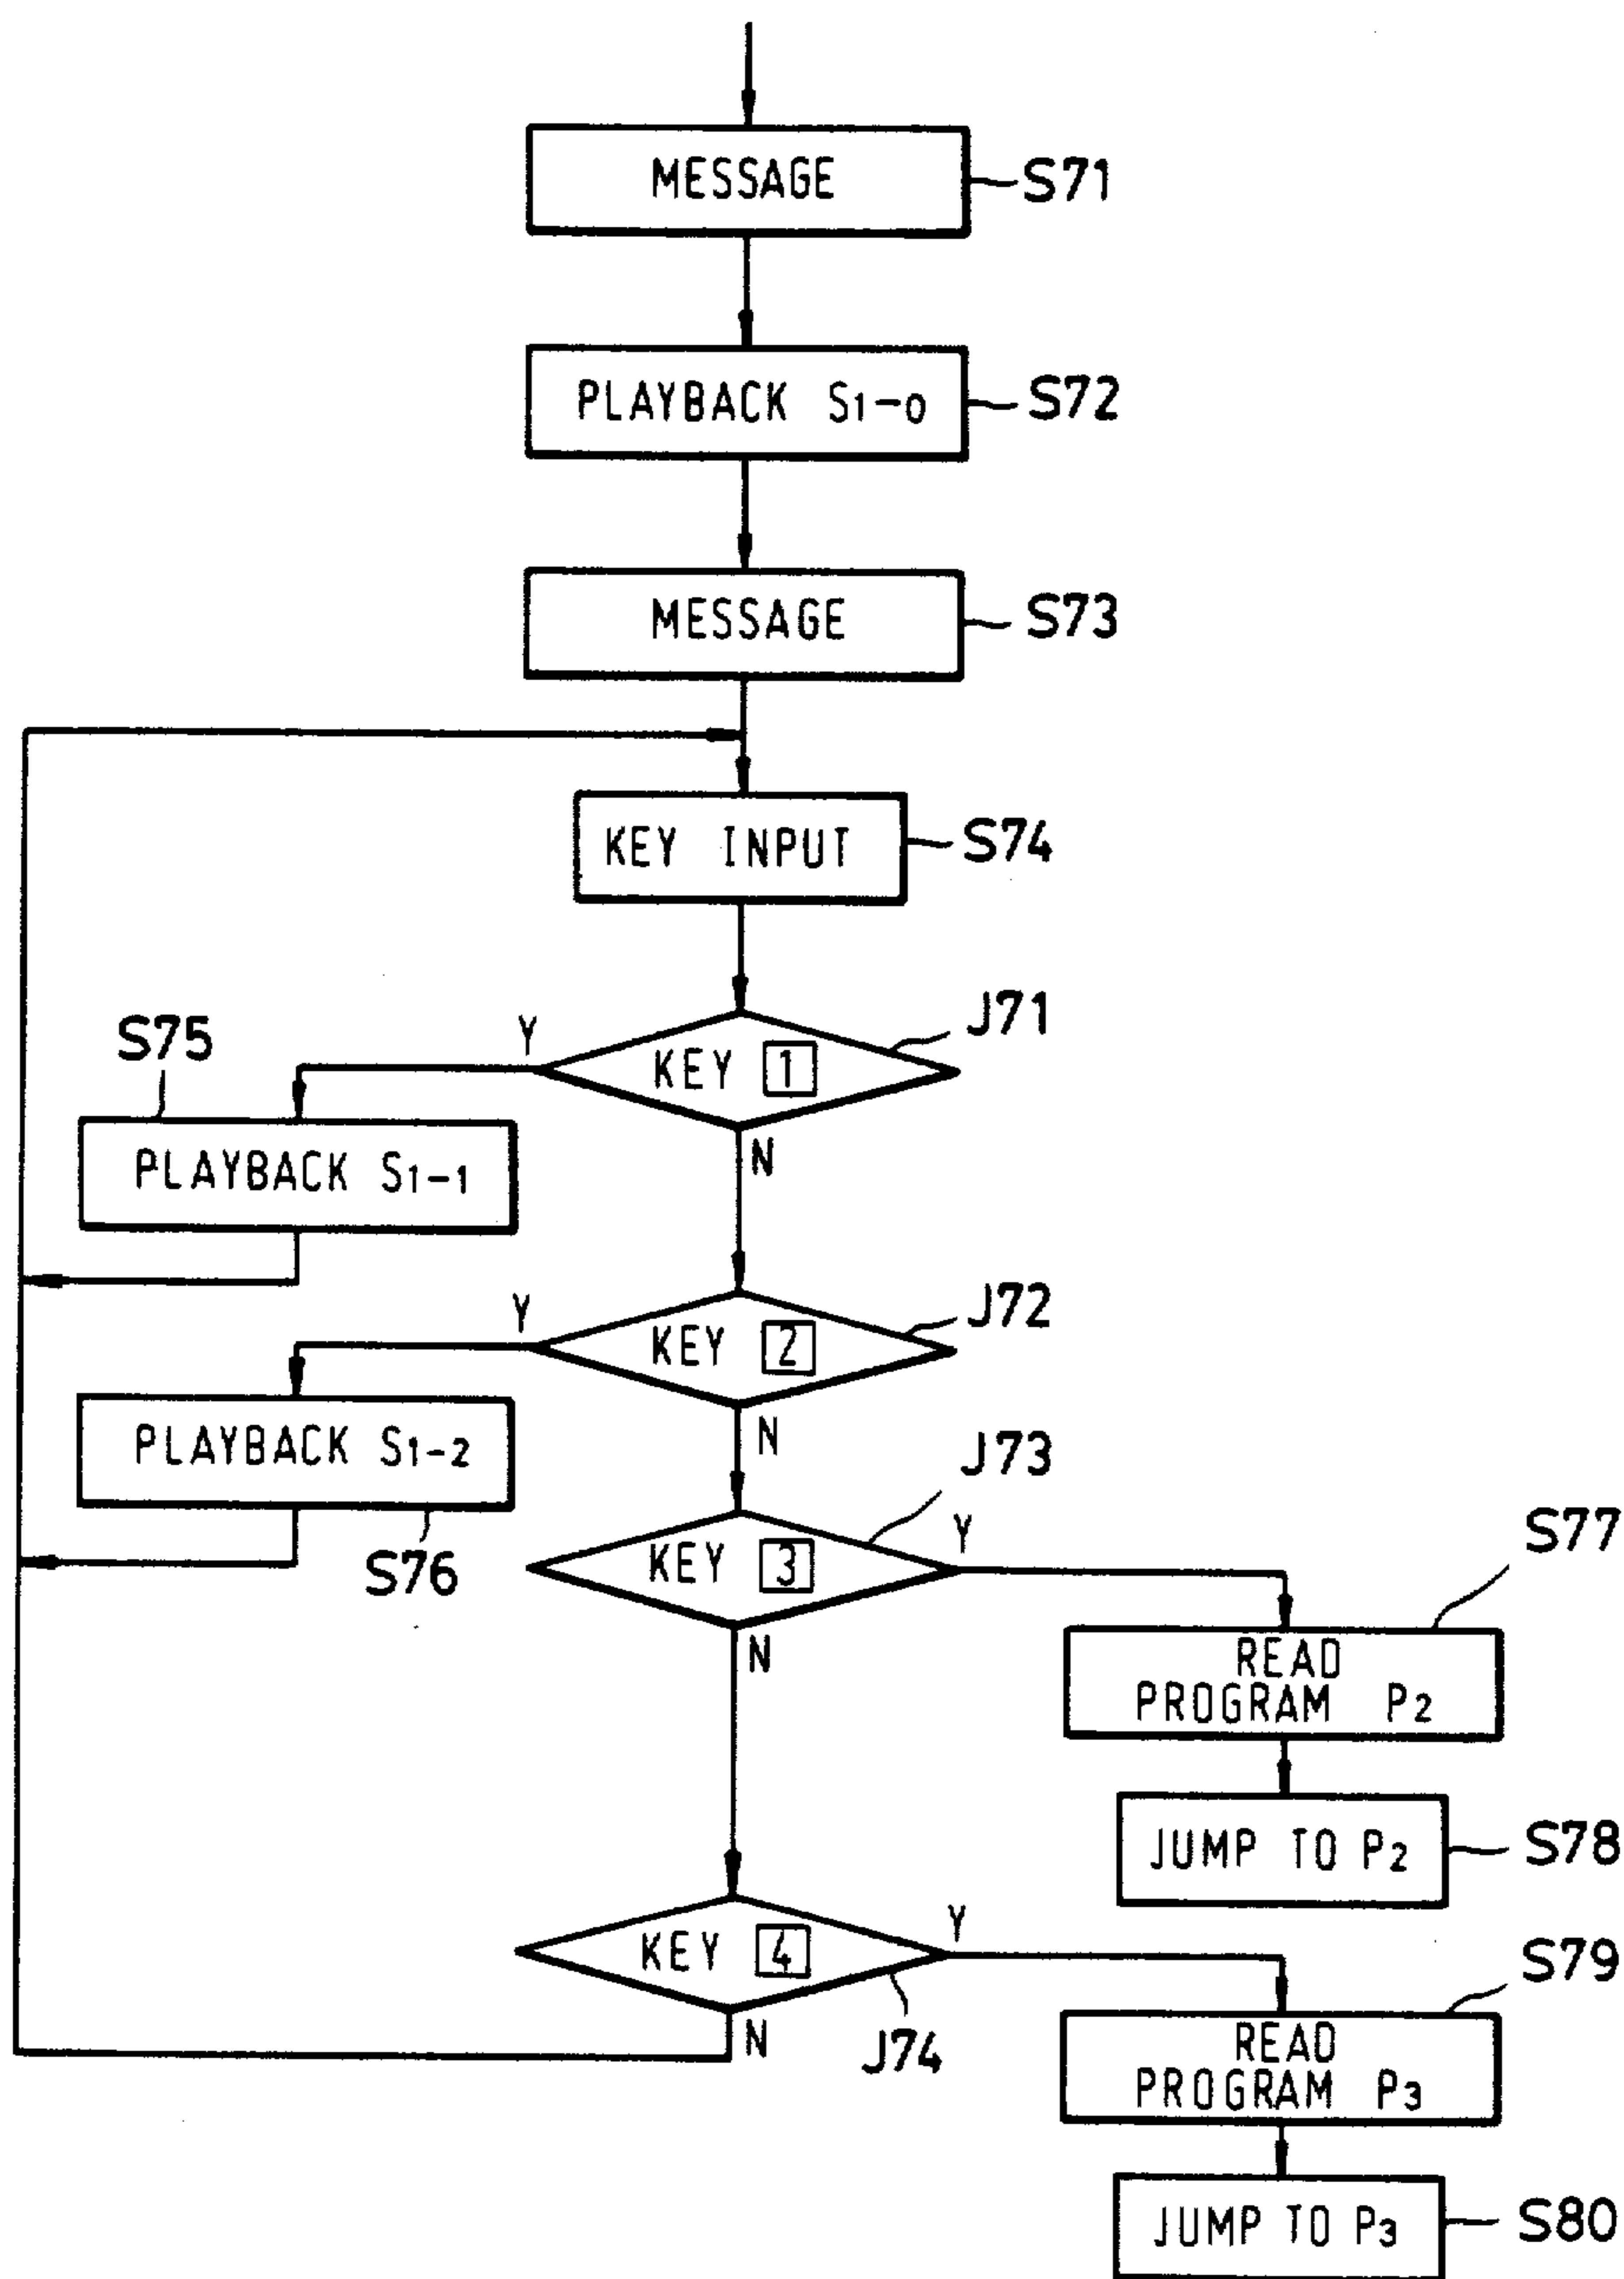 MESSAGE
S71
PLAYBACK S1-0
S72
MESSAGE
S73
KEY INPUT
S74
J71
KEY 1
Y
N
S75
PLAYBACK S1-1
J72
KEY 2
Y
N
PLAYBACK S1-2
S76
J73
KEY 3
Y
N
S77
READ
PROGRAM P2
JUMP TO P2
S78
KEY 4
Y
N
J74
S79
READ
PROGRAM P3
JUMP TO P3
S80